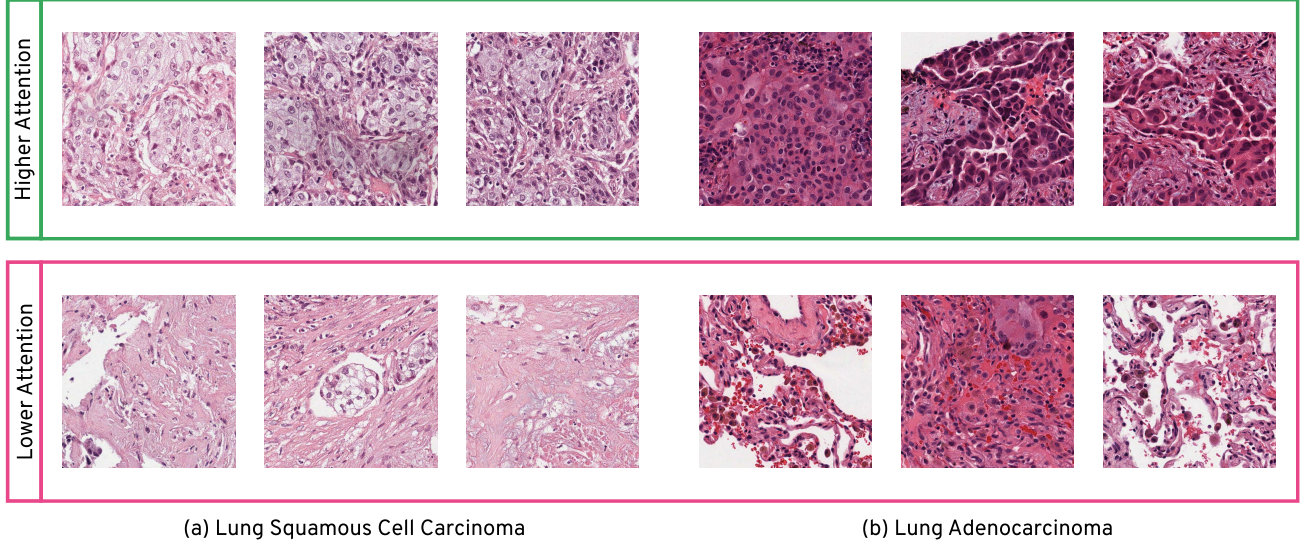 Higher Attention
Lower Attention
(a) Lung Squamous Cell Carcinoma
(b) Lung Adenocarcinoma